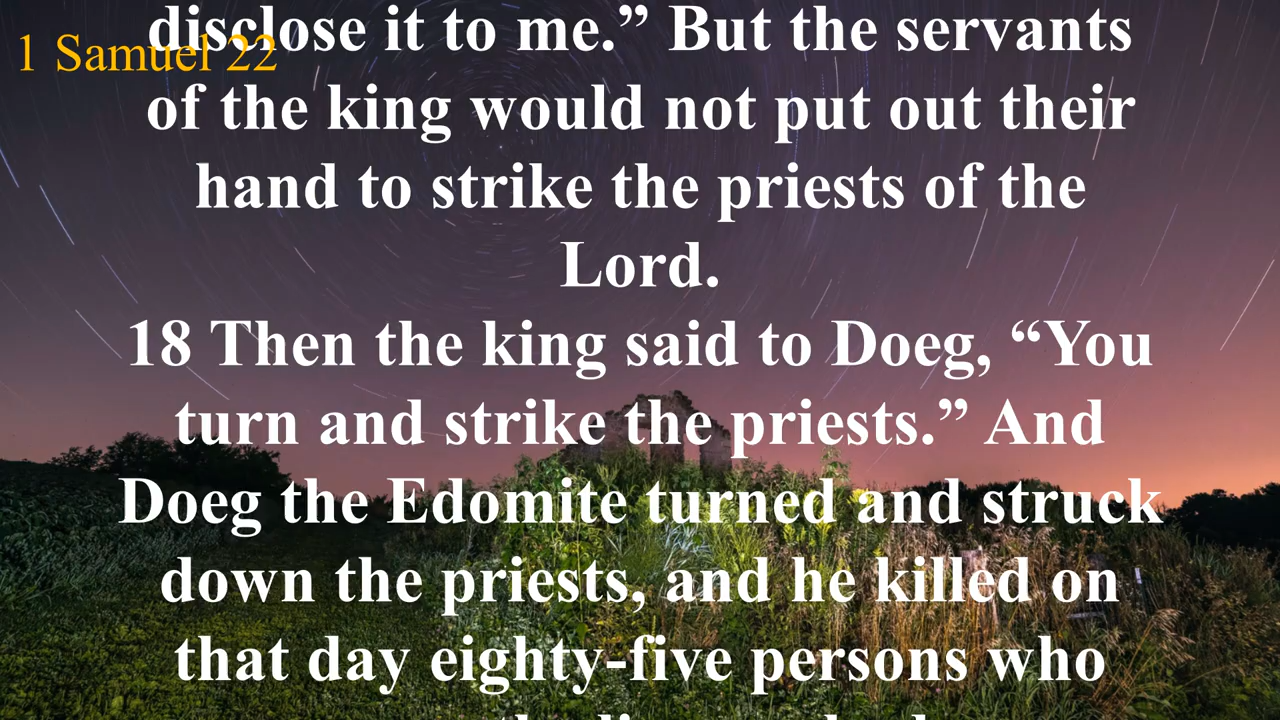 disclose it to me.” But the servants
1 Samuel 22
of the king would not put out their
hand to strike the priests of the
Lord.
18 Then the king said to Doeg, “You
turn and strike the priests.” And
Doeg the Edomite turned and struck
down the priests, and he killed on
that day eighty-five persons who